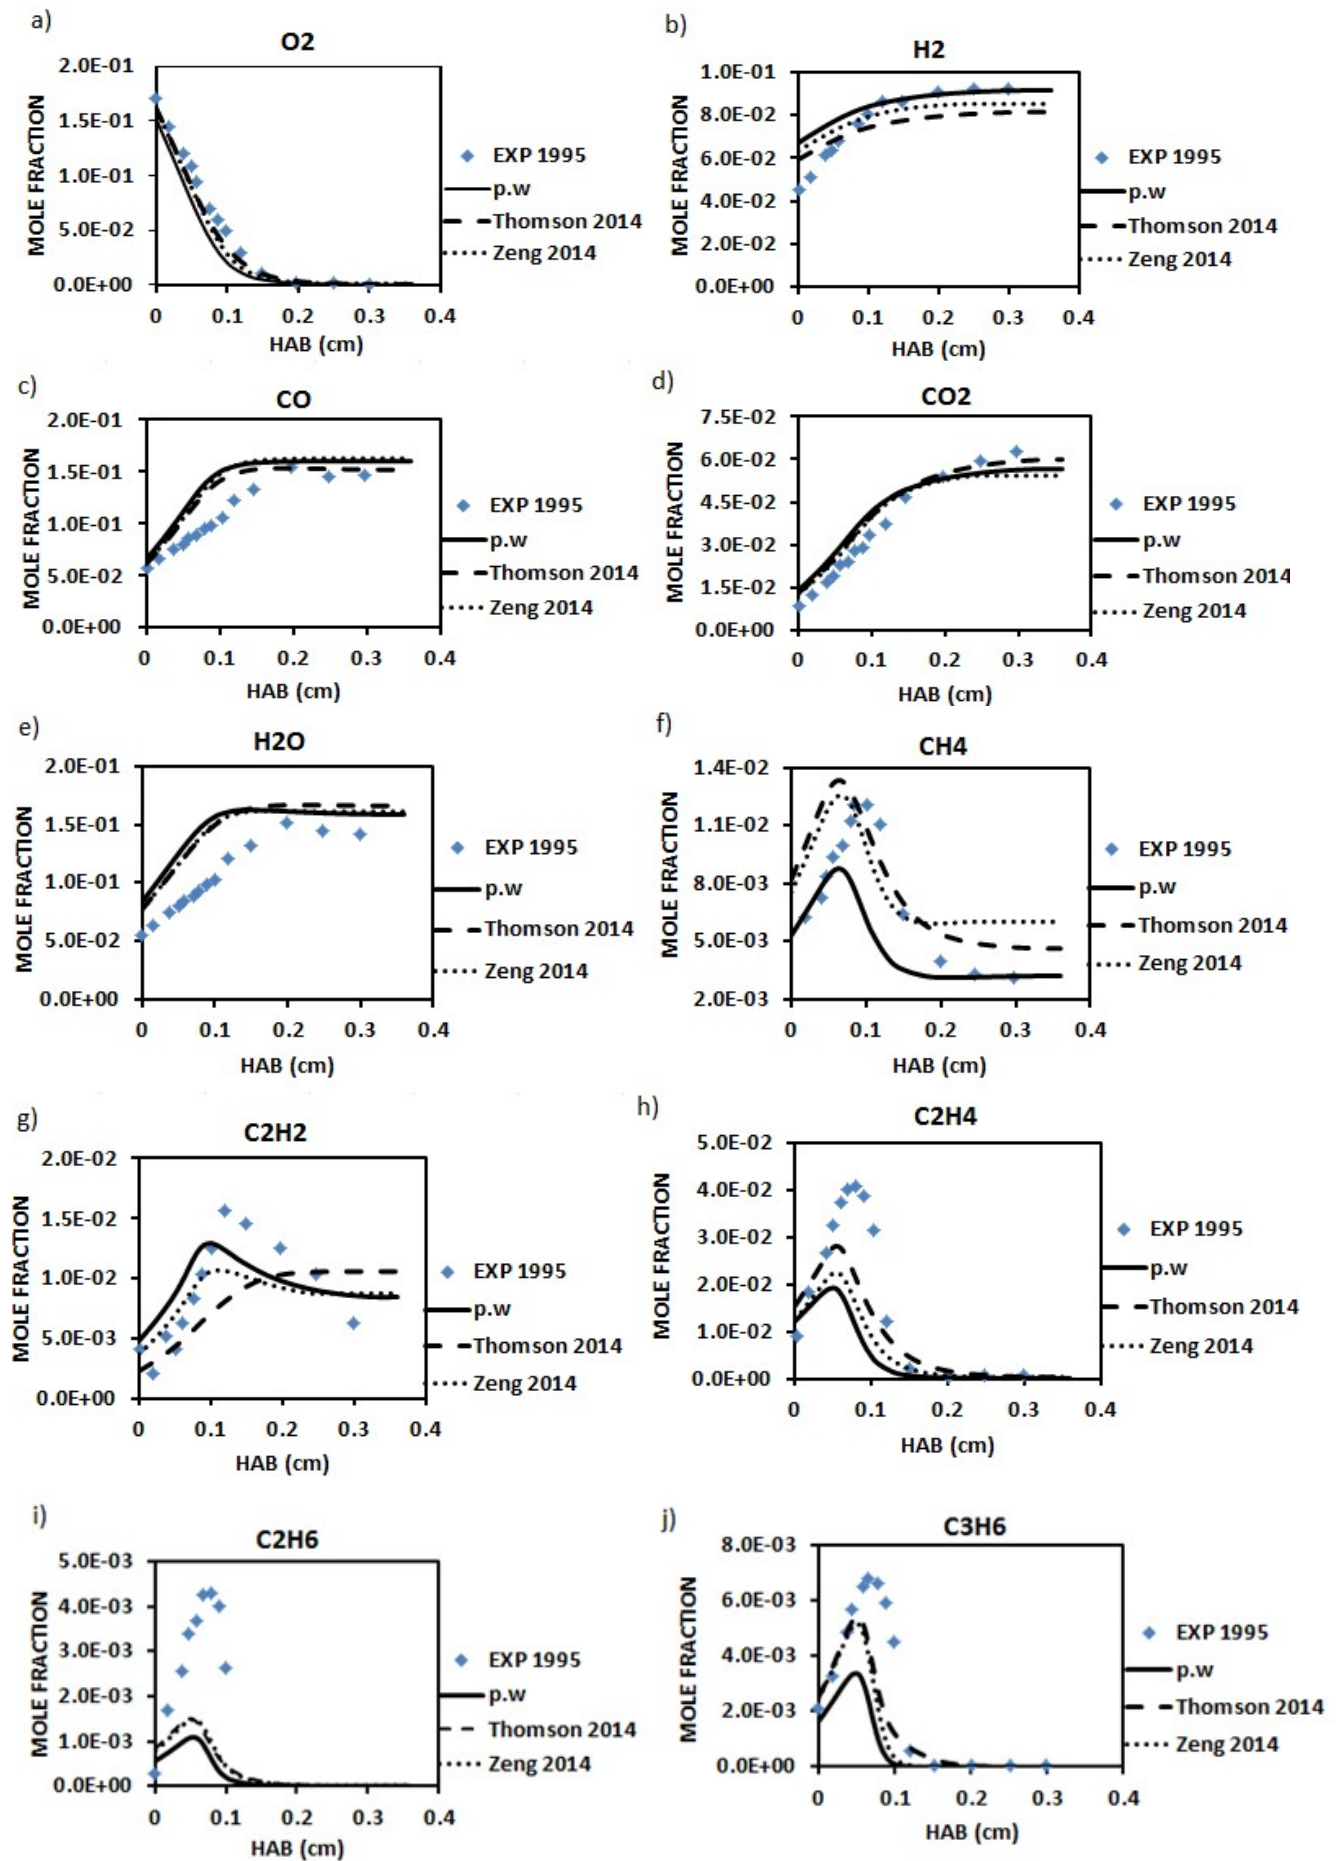 a)
O2
2.0E-01
1.5E-01
1.0E-01
5.0E-02
0.0E+00
MOLE FRACTION
0 0.1 0.2 0.3 0.4
HAB (cm)
EXP 1995
p.w
Thomson 2014
Zeng 2014
b)
H2
1.0E-01
8.0E-02
6.0E-02
4.0E-02
2.0E-02
0.0E+00
MOLE FRACTION
0 0.1 0.2 0.3 0.4
HAB (cm)
EXP 1995
p.w
Thomson 2014
Zeng 2014
c)
CO
2.0E-01
1.5E-01
1.0E-01
5.0E-02
0.0E+00
MOLE FRACTION
0 0.1 0.2 0.3 0.4
HAB (cm)
EXP 1995
p.w
Thomson 2014
Zeng 2014
d)
CO2
7.5E-02
6.0E-02
4.5E-02
3.0E-02
1.5E-02
0.0E+00
MOLE FRACTION
0 0.1 0.2 0.3 0.4
HAB (cm)
EXP 1995
p.w
Thomson 2014
Zeng 2014
e)
H2O
2.0E-01
1.5E-01
1.0E-01
5.0E-02
0.0E+00
MOLE FRACTION
0 0.1 0.2 0.3 0.4
HAB (cm)
EXP 1995
p.w
Thomson 2014
Zeng 2014
f)
CH4
1.4E-02
1.1E-02
8.0E-03
5.0E-03
2.0E-03
MOLE FRACTION
0 0.1 0.2 0.3 0.4
HAB (cm)
EXP 1995
p.w
Thomson 2014
Zeng 2014
g)
C2H2
2.0E-02
1.5E-02
1.0E-02
5.0E-03
0.0E+00
MOLE FRACTION
0 0.1 0.2 0.3 0.4
HAB (cm)
EXP 1995
p.w
Thomson 2014
Zeng 2014
h)
C2H4
5.0E-02
4.0E-02
3.0E-02
2.0E-02
1.0E-02
0.0E+00
MOLE FRACTION
0 0.1 0.2 0.3 0.4
HAB (cm)
EXP 1995
p.w
Thomson 2014
Zeng 2014
i)
C2H6
5.0E-03
4.0E-03
3.0E-03
2.0E-03
1.0E-03
0.0E+00
MOLE FRACTION
0 0.1 0.2 0.3 0.4
HAB (cm)
EXP 1995
p.w
Thomson 2014
Zeng 2014
j)
C3H6
8.0E-03
6.0E-03
4.0E-03
2.0E-03
0.0E+00
MOLE FRACTION
0 0.1 0.2 0.3 0.4
HAB (cm)
EXP 1995
p.w
Thomson 2014
Zeng 2014